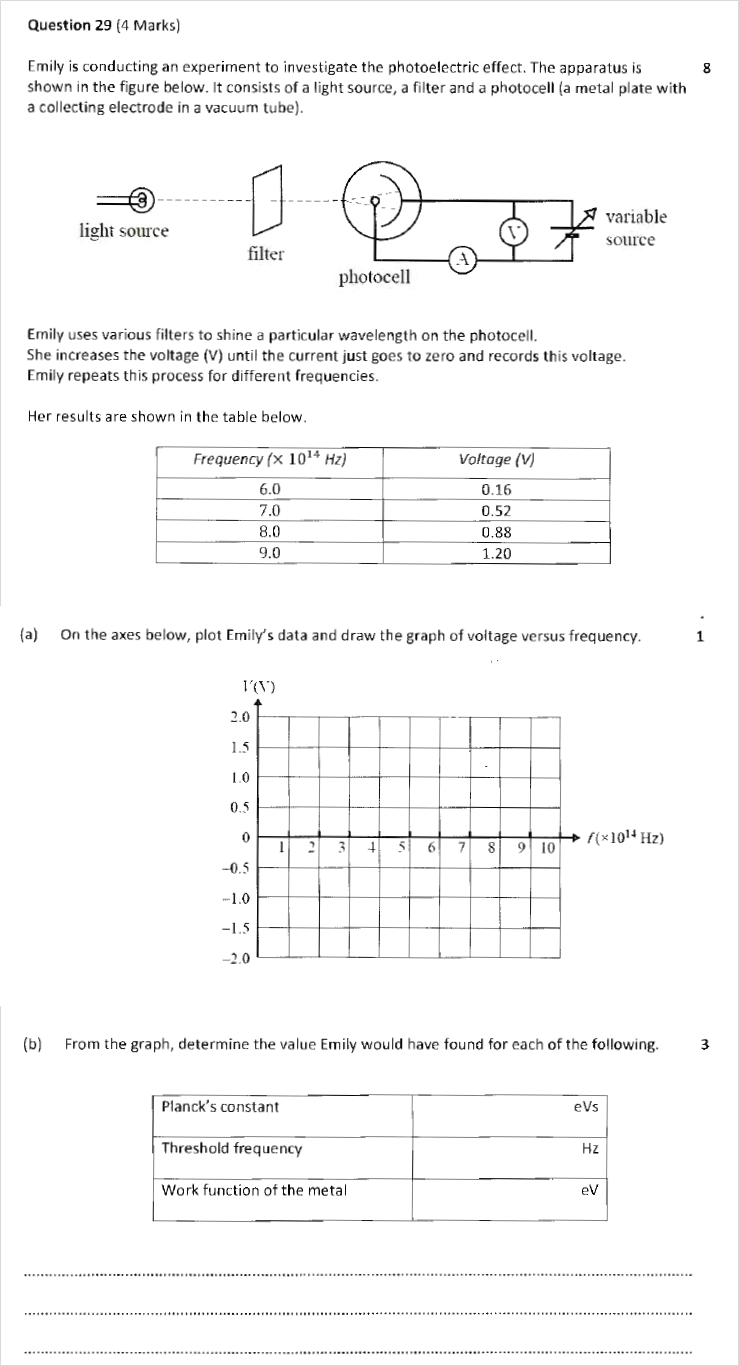 Question 29 (4 Marks)
Emily is conducting an experiment to investigate the photoelectric effect. The apparatus is 8
shown in the figure below. It consists of a light source, a filter and a photocell (a metal plate with
a collecting electrode in a vacuum tube).
light source
filter
photocell
V
A
variable
source
Emily uses various filters to shine a particular wavelength on the photocell.
She increases the voltage (V) until the current just goes to zero and records this voltage.
Emily repeats this process for different frequencies.
Her results are shown in the table below.
Frequency (× 10¹⁴ Hz) Voltage (V)
6.0 0.16
7.0 0.52
8.0 0.88
9.0 1.20
(a) On the axes below, plot Emily's data and draw the graph of voltage versus frequency. 1
V(V)
2.0
1.5
1.0
0.5
0
1 2 3 4 5 6 7 8 9 10 f(×10¹⁴ Hz)
−0.5
−1.0
−1.5
−2.0
(b) From the graph, determine the value Emily would have found for each of the following. 3
Planck's constant eVs
Threshold frequency Hz
Work function of the metal eV